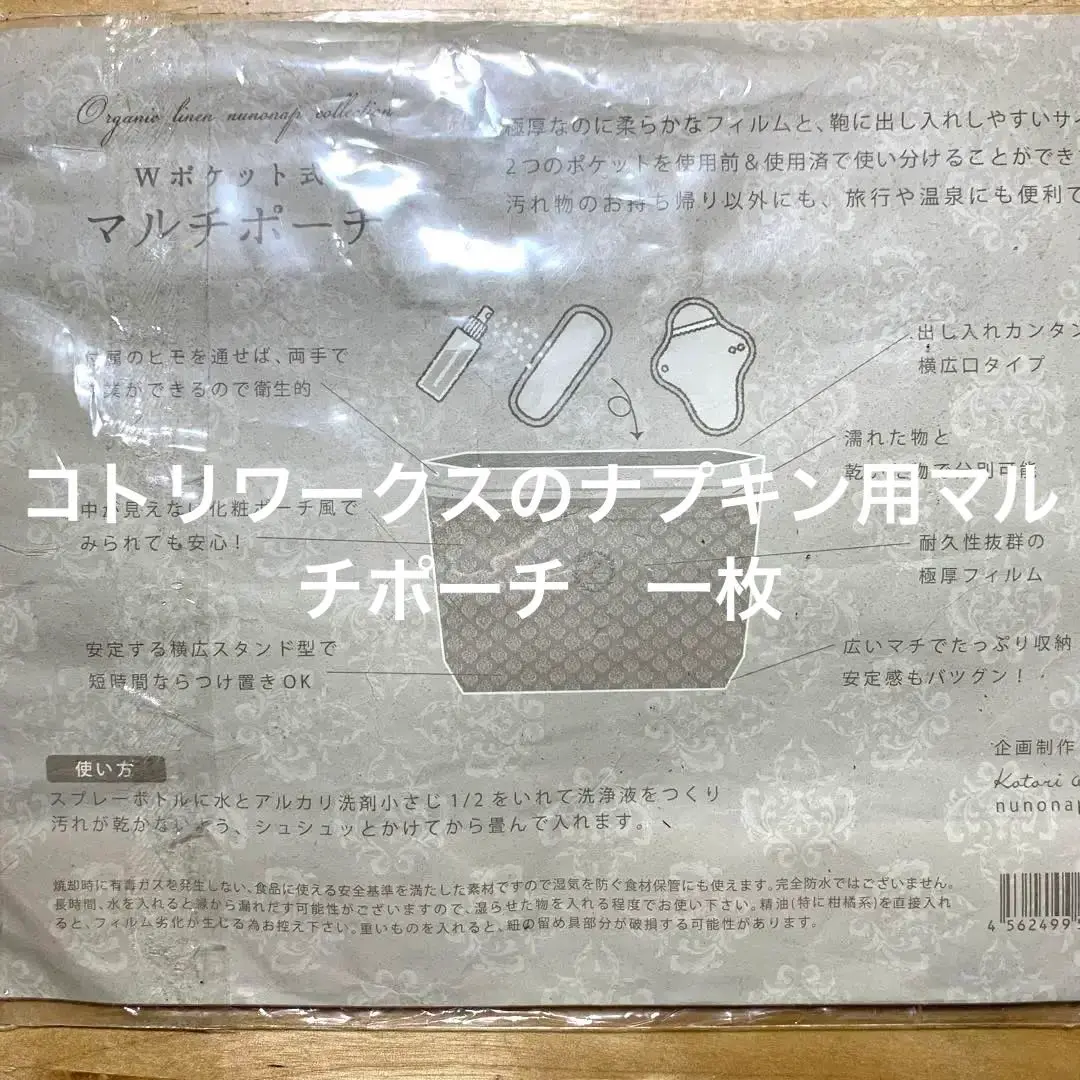 Organic linen nunonap collection
Wポケット式
マルチポーチ
極厚なのに柔らかなフィルムと、鞄に出し入れしやすいサイ
2つのポケットを使用前&使用済で使い分けることができ
汚れ物のお持ち帰り以外にも、旅行や温泉にも便利で
付属のヒモを通せば、両手で
業ができるので衛生的
出し入れカンタン
横広口タイプ
濡れた物と
乾いた物で分別可能
コトリワークスのナプキン用マル
チポーチ 一枚
中が見えない化粧ポーチ風で
みられても安心!
耐久性抜群の
極厚フィルム
安定する横広スタンド型で
短時間ならつけ置きOK
広いマチでたっぷり収納
安定感もバツグン!
企画制作
Kotori
nunonap
使い方
スプレーボトルに水とアルカリ洗剤小さじ1/2をいれて洗浄液をつくり
汚れが乾かないよう、シュシュッとかけてから畳んで入れます。
焼却時に有毒ガスを発生しない、食品に使える安全基準を満たした素材ですので湿気を防ぐ食材保管にも使えます。完全防水ではございません。
長時間、水を入れると縁から漏れだす可能性がございますので、湿らせた物を入れる程度でお使い下さい。精油(特に柑橘系)を直接入れ
ると、フィルム劣化が生じる為お控え下さい。重いものを入れると、紐の留め具部分が破損する可能性があります。
4 562499